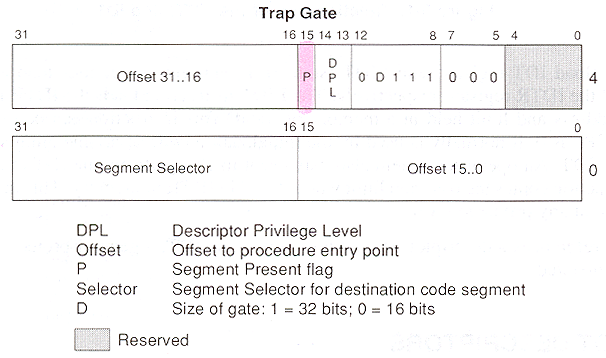 Trap Gate
31 16 15 14 13 12 8 7 5 4 0
Offset 31..16 P D P L 0 D 1 1 1 0 0 0 4
31 16 15 0
Segment Selector Offset 15..0 0
DPL Descriptor Privilege Level
Offset Offset to procedure entry point
P Segment Present flag
Selector Segment Selector for destination code segment
D Size of gate: 1 = 32 bits; 0 = 16 bits
Reserved